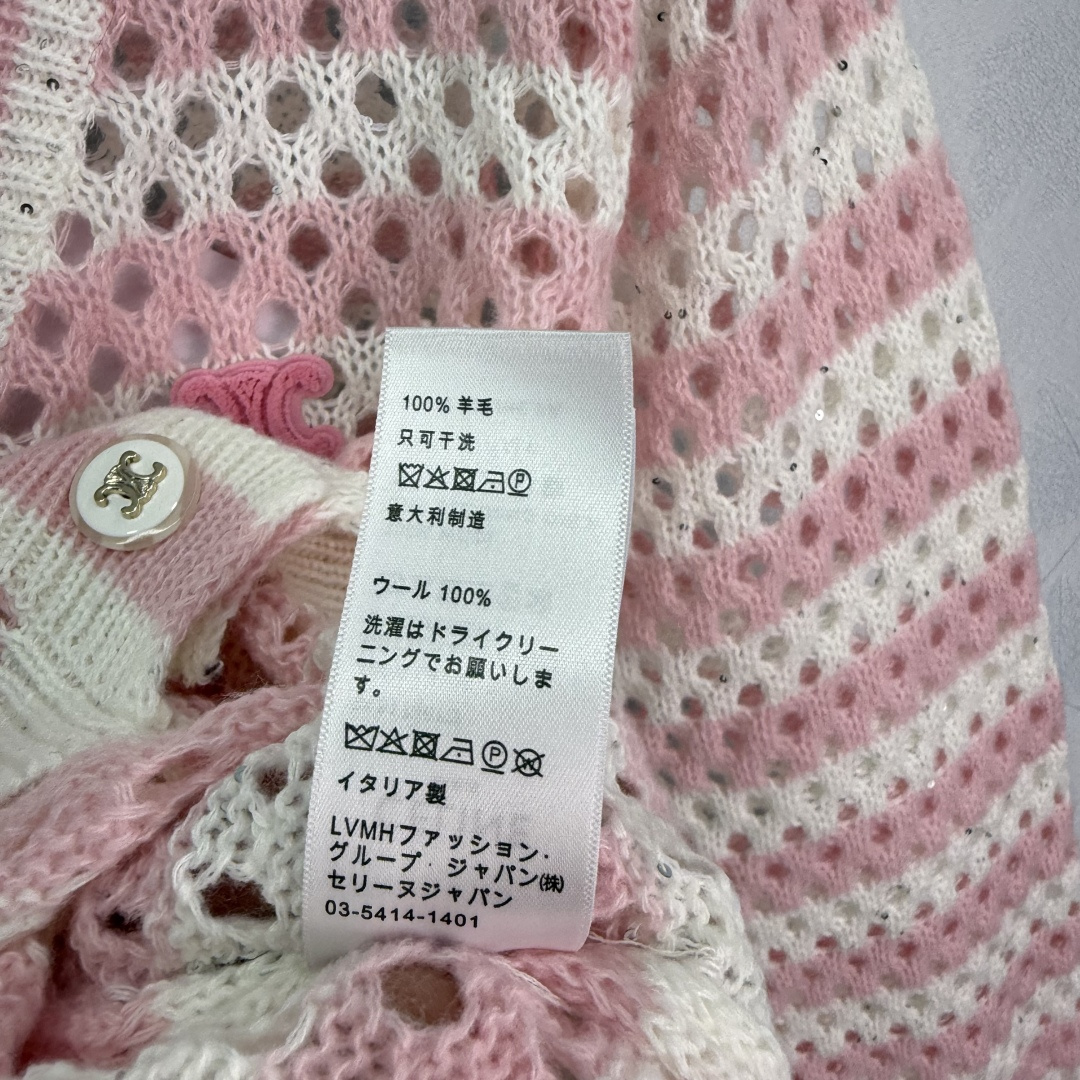 100% 羊毛
只可干洗
P
意大利制造
ウール 100%
洗濯はドライクリー
ニングでお願いしま
す。
P W
イタリア製
LVMHファッション・
グループ・ジャパン㈱
セリーヌジャパン
03-5414-1401